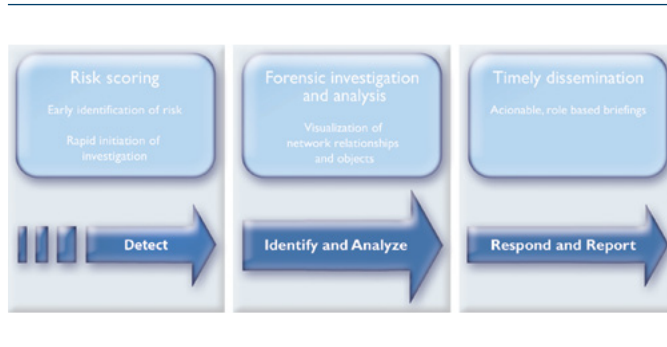 Risk scoring
Early identification of risk
Rapid initiation of
investigation
Detect
Forensic investigation
and analysis
Visualization of
network relationships
and objects
Identify and Analyze
Timely dissemination
Actionable, role based briefings
Respond and Report